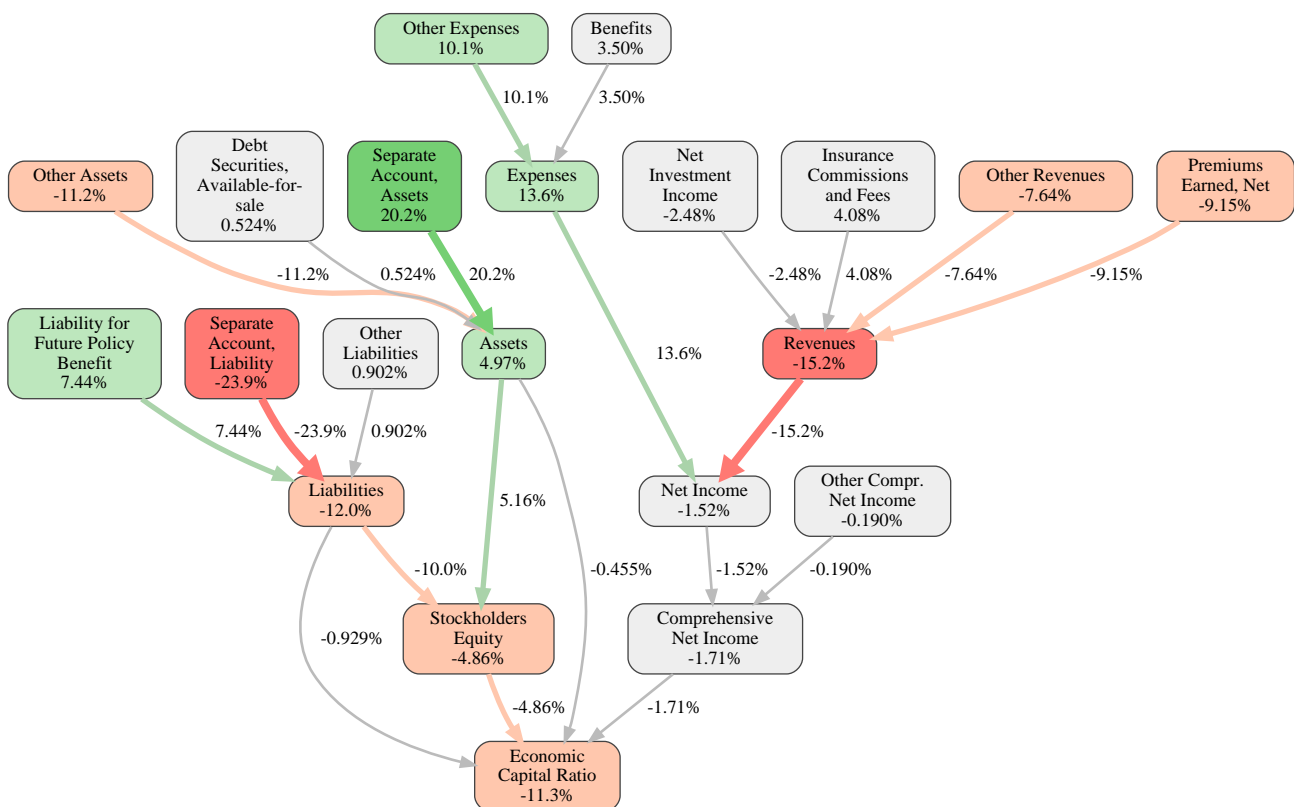 Other Expenses
10.1%
Benefits
3.50%
10.1%
3.50%
Other Assets
-11.2%
Debt
Securities,
Available-for-
sale
0.524%
Separate
Account,
Assets
20.2%
Expenses
13.6%
Net
Investment
Income
-2.48%
Insurance
Commissions
and Fees
4.08%
Other Revenues
-7.64%
Premiums
Earned, Net
-9.15%
-11.2%
0.524%
20.2%
-2.48%
4.08%
-7.64%
-9.15%
Liability for
Future Policy
Benefit
7.44%
Separate
Account,
Liability
-23.9%
Other
Liabilities
0.902%
Assets
4.97%
13.6%
Revenues
-15.2%
7.44%
-23.9%
0.902%
-15.2%
Liabilities
-12.0%
5.16%
Net Income
-1.52%
Other Compr.
Net Income
-0.190%
-10.0%
-0.455%
-1.52%
-0.190%
-0.929%
Stockholders
Equity
-4.86%
Comprehensive
Net Income
-1.71%
-4.86%
-1.71%
Economic
Capital Ratio
-11.3%